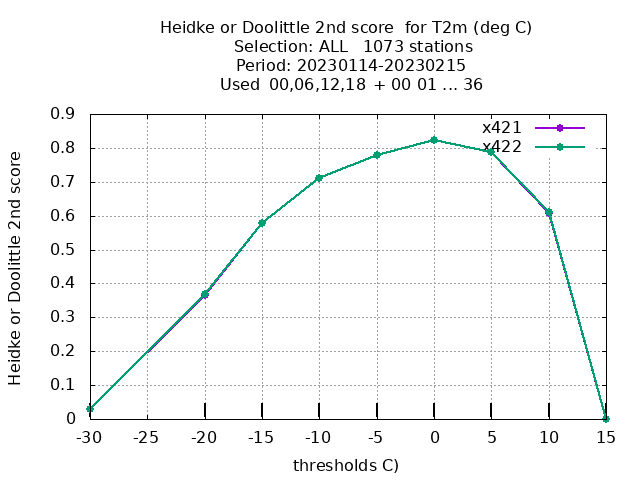 Heidke or Doolittle 2nd score  for T2m (deg C)
Selection: ALL   1073 stations
Period: 20230114-20230215
Used  00,06,12,18  + 00 01 ... 36
x421
x422
Heidke or Doolittle 2nd score
0.9
0.8
0.7
0.6
0.5
0.4
0.3
0.2
0.1
0
-30 -25 -20 -15 -10 -5 0 5 10 15
thresholds C)